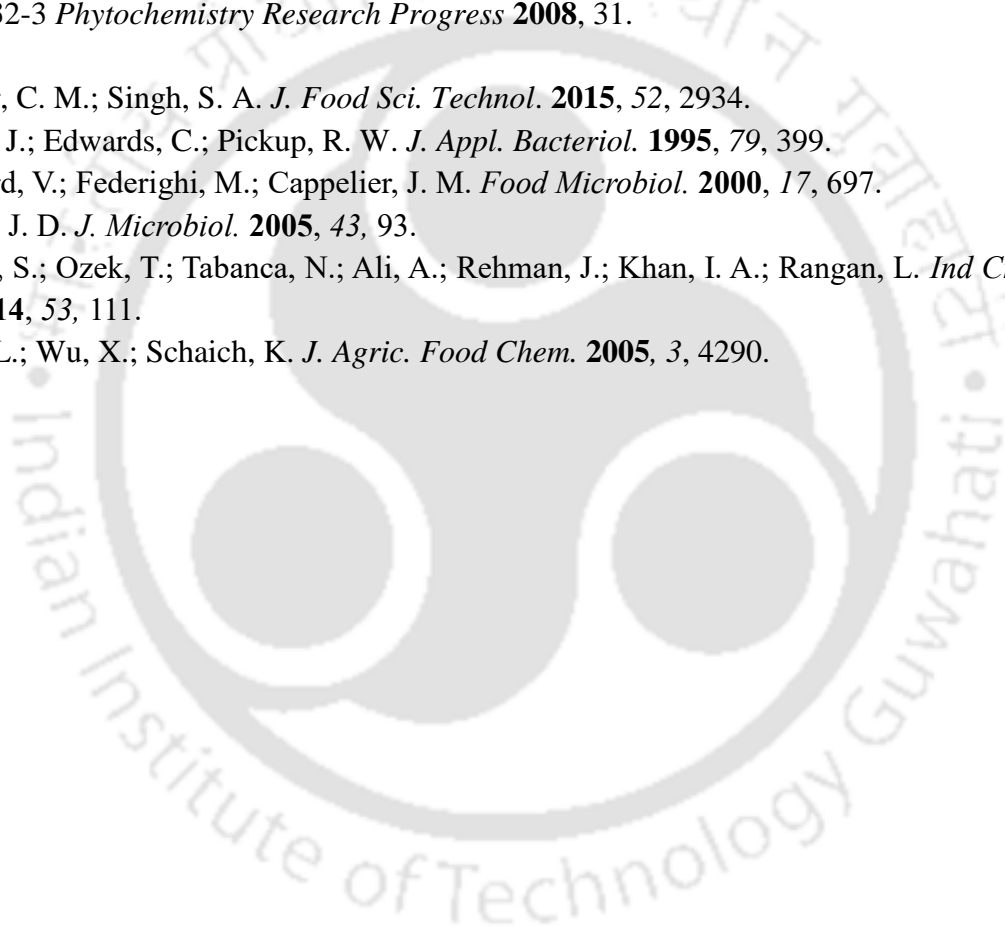 32-3 Phytochemistry Research Progress 2008, 31.
, C. M.; Singh, S. A. J. Food Sci. Technol. 2015, 52, 2934.
J.; Edwards, C.; Pickup, R. W. J. Appl. Bacteriol. 1995, 79, 399.
rd, V.; Federighi, M.; Cappelier, J. M. Food Microbiol. 2000, 17, 697.
J. D. J. Microbiol. 2005, 43, 93.
, S.; Ozek, T.; Tabanca, N.; Ali, A.; Rehman, J.; Khan, I. A.; Rangan, L. Ind C
14, 53, 111.
L.; Wu, X.; Schaich, K. J. Agric. Food Chem. 2005, 3, 4290.
Indian Institute of Technology Guwahati